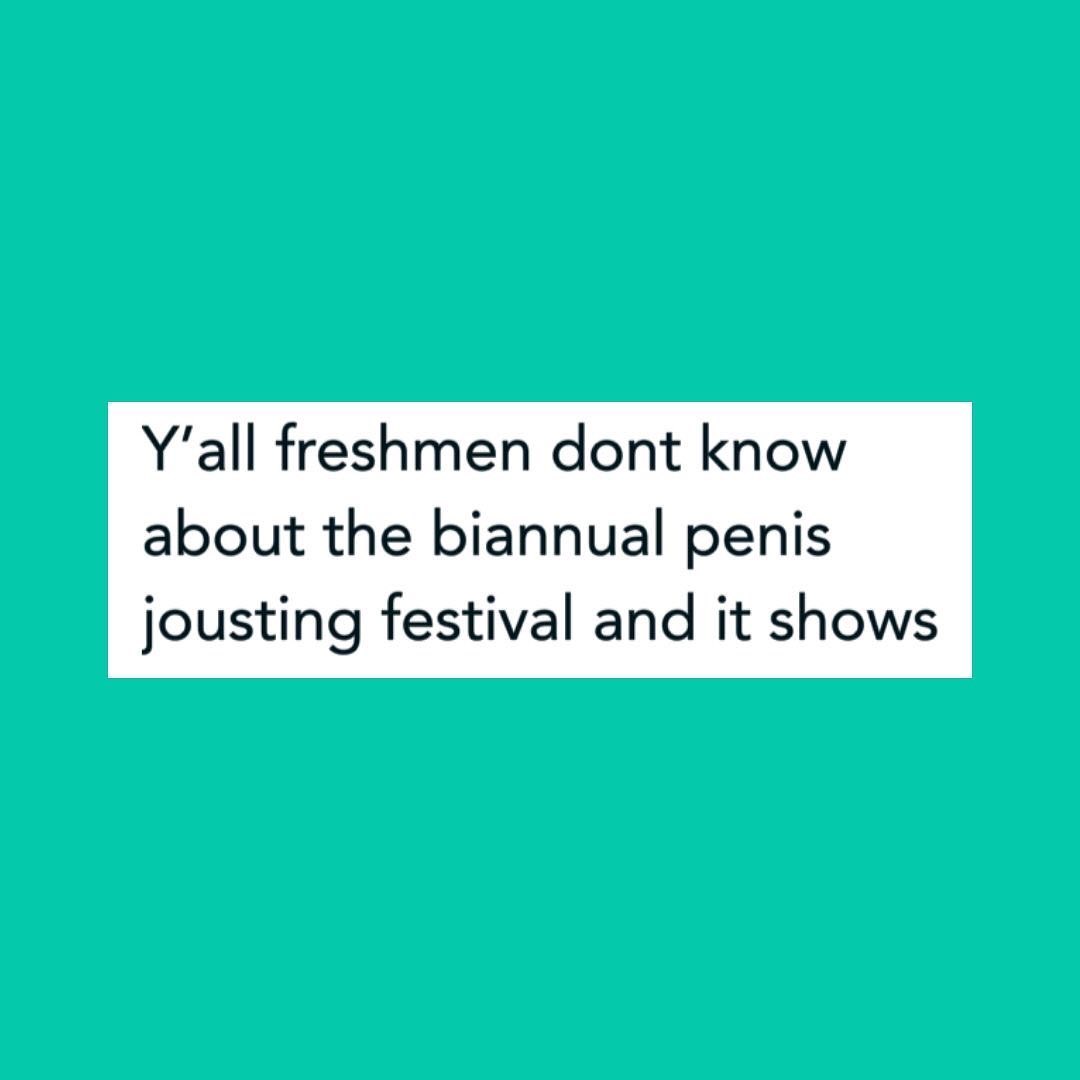 Y’all freshmen dont know
about the biannual penis
jousting festival and it shows